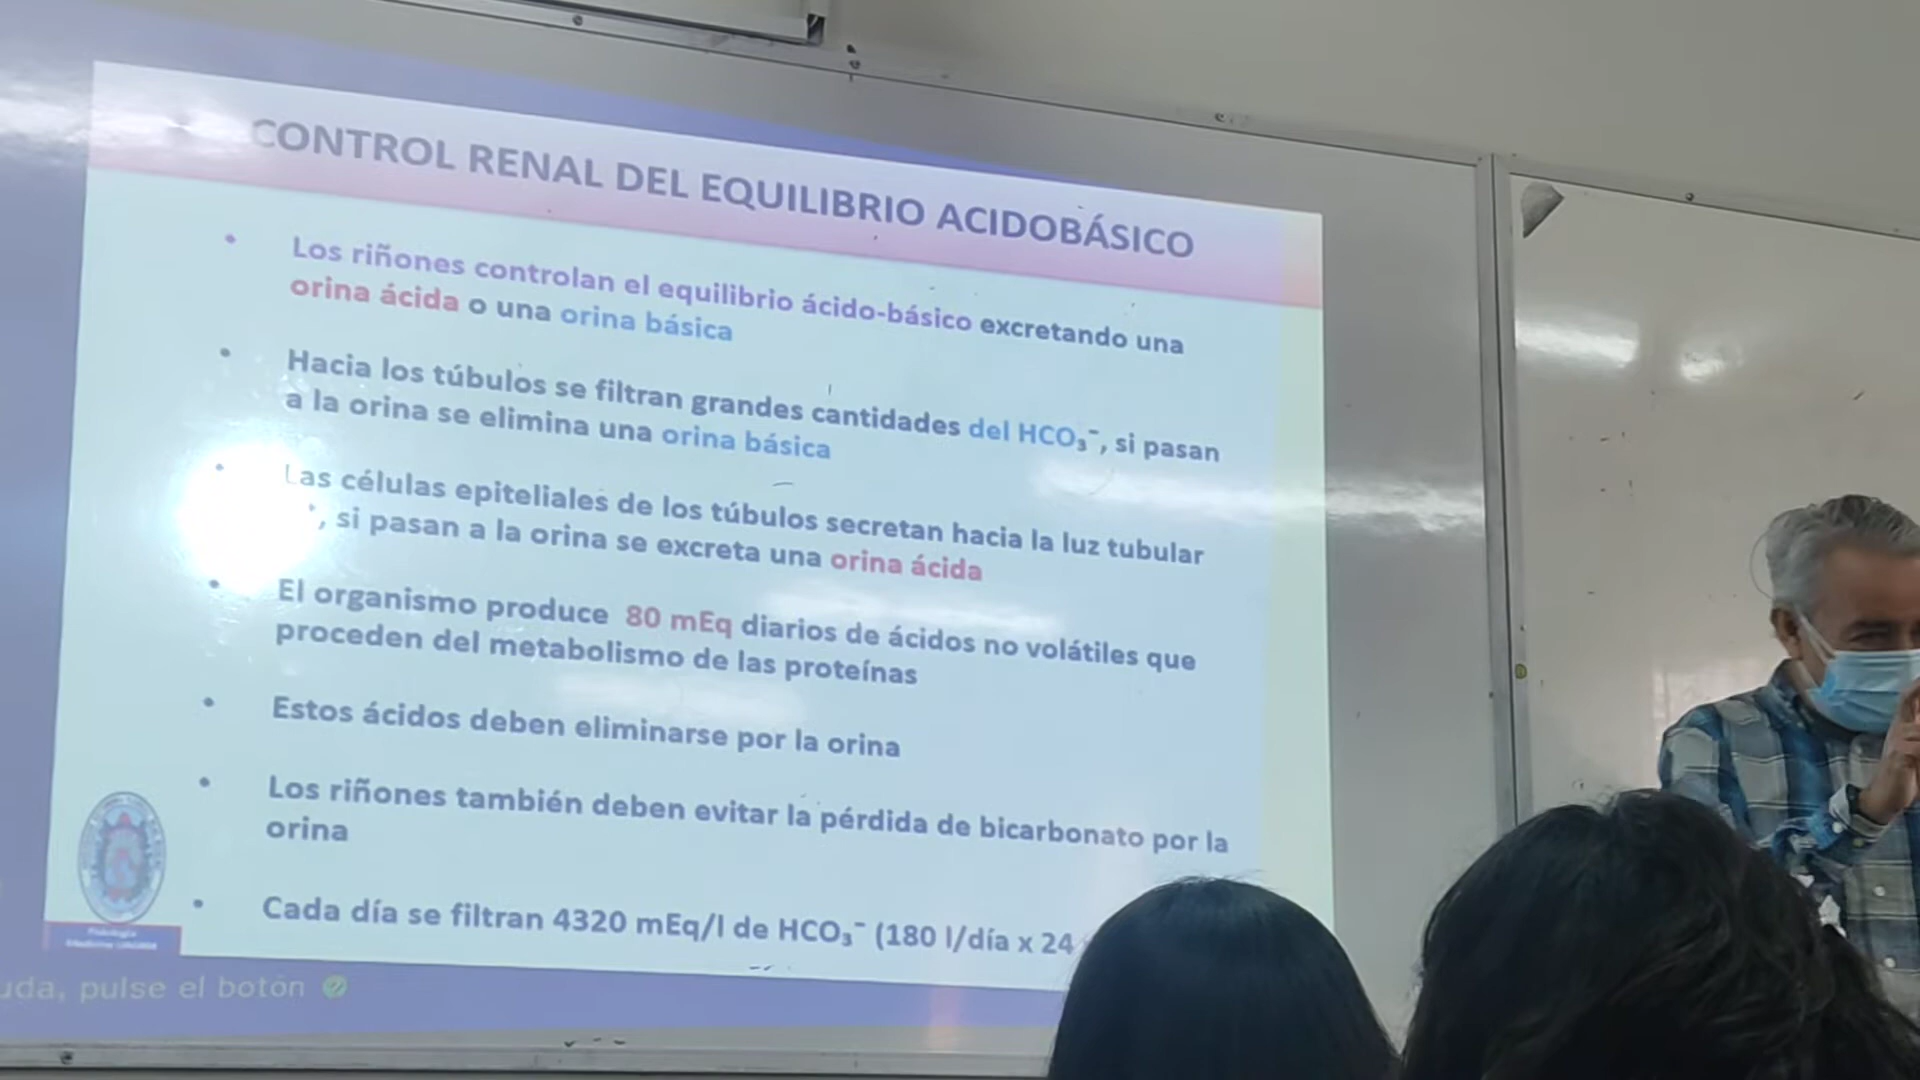 CONTROL RENAL DEL EQUILIBRIO ACIDOBÁSICO
• Los riñones controlan el equilibrio ácido-básico excretando una
orina ácida o una orina básica
• Hacia los túbulos se filtran grandes cantidades del HCO₃⁻, si pasan
a la orina se elimina una orina básica
• Las células epiteliales de los túbulos secretan hacia la luz tubular
⁺, si pasan a la orina se excreta una orina ácida
• El organismo produce 80 mEq diarios de ácidos no volátiles que
proceden del metabolismo de las proteínas
• Estos ácidos deben eliminarse por la orina
• Los riñones también deben evitar la pérdida de bicarbonato por la
orina
• Cada día se filtran 4320 mEq/l de HCO₃⁻ (180 l/día x 24
pulse el botón